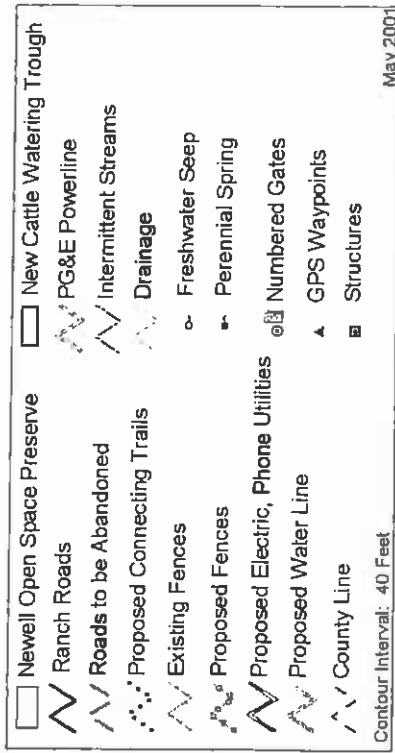 Newell Open Space Preserve
Ranch Roads
Roads to be Abandoned
Proposed Connecting Trails
Existing Fences
Proposed Fences
Proposed Electric, Phone Utilities
Proposed Water Line
County Line
Contour Interval: 40 Feet
New Cattle Watering Trough
PG&E Powerline
Intermittent Streams
Drainage
Freshwater Seep
Perennial Spring
Numbered Gates
GPS Waypoints
Structures
May 2001